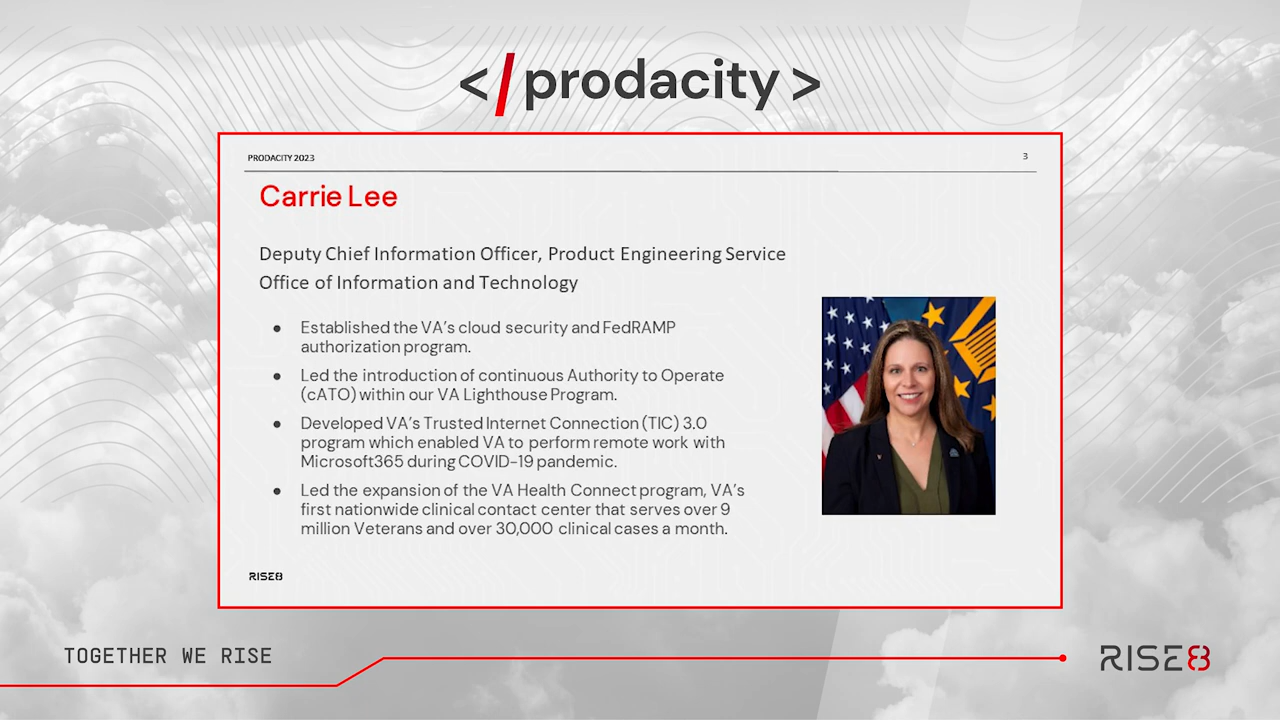 </prodacity>
PRODACITY 2023
3
Carrie Lee
Deputy Chief Information Officer, Product Engineering Service
Office of Information and Technology
● Established the VA's cloud security and FedRAMP
authorization program.
● Led the introduction of continuous Authority to Operate
(cATO) within our VA Lighthouse Program.
● Developed VA's Trusted Internet Connection (TIC) 3.0
program which enabled VA to perform remote work with
Microsoft365 during COVID-19 pandemic.
● Led the expansion of the VA Health Connect program, VA's
first nationwide clinical contact center that serves over 9
million Veterans and over 30,000 clinical cases a month.
RISE8
TOGETHER WE RISE
RISE8